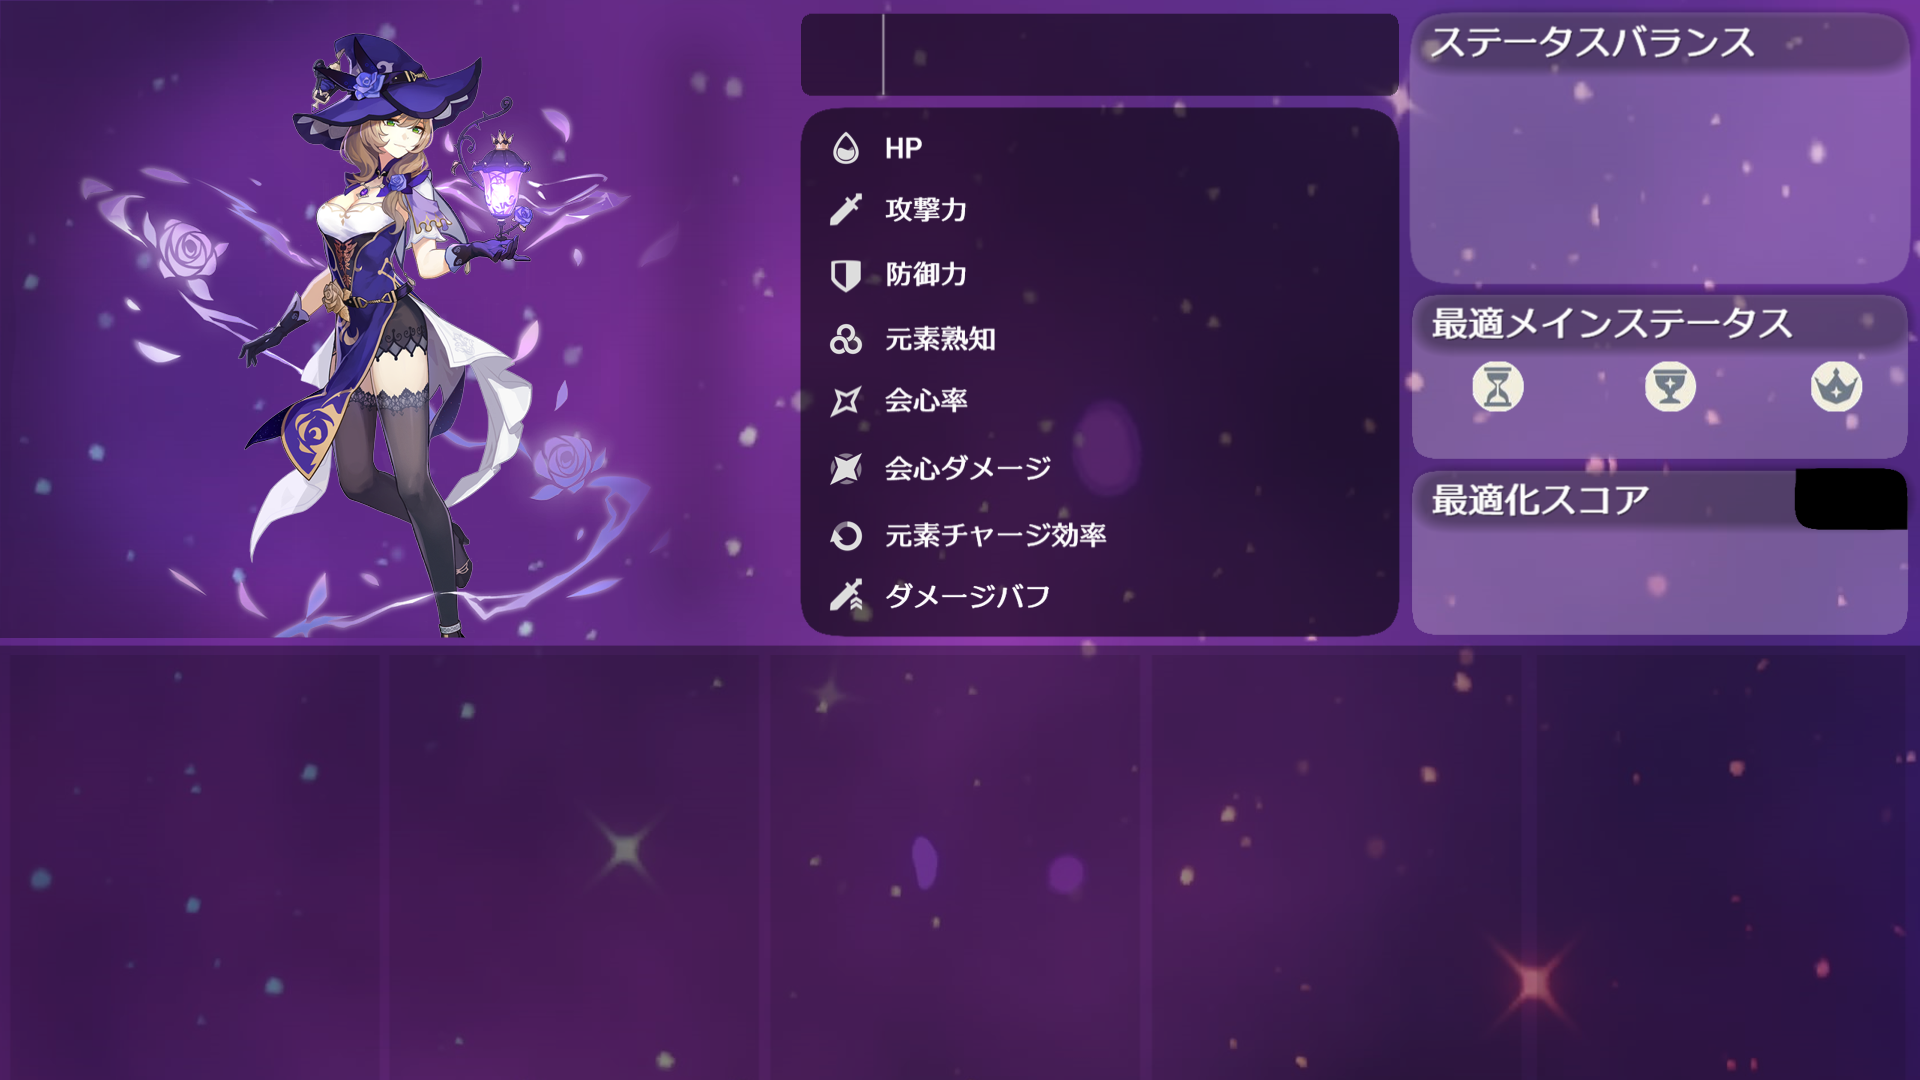 HP
攻撃力
防御力
元素熟知
会心率
会心ダメージ
元素チャージ効率
ダメージバフ
ステータスバランス
最適メインステータス
最適化スコア